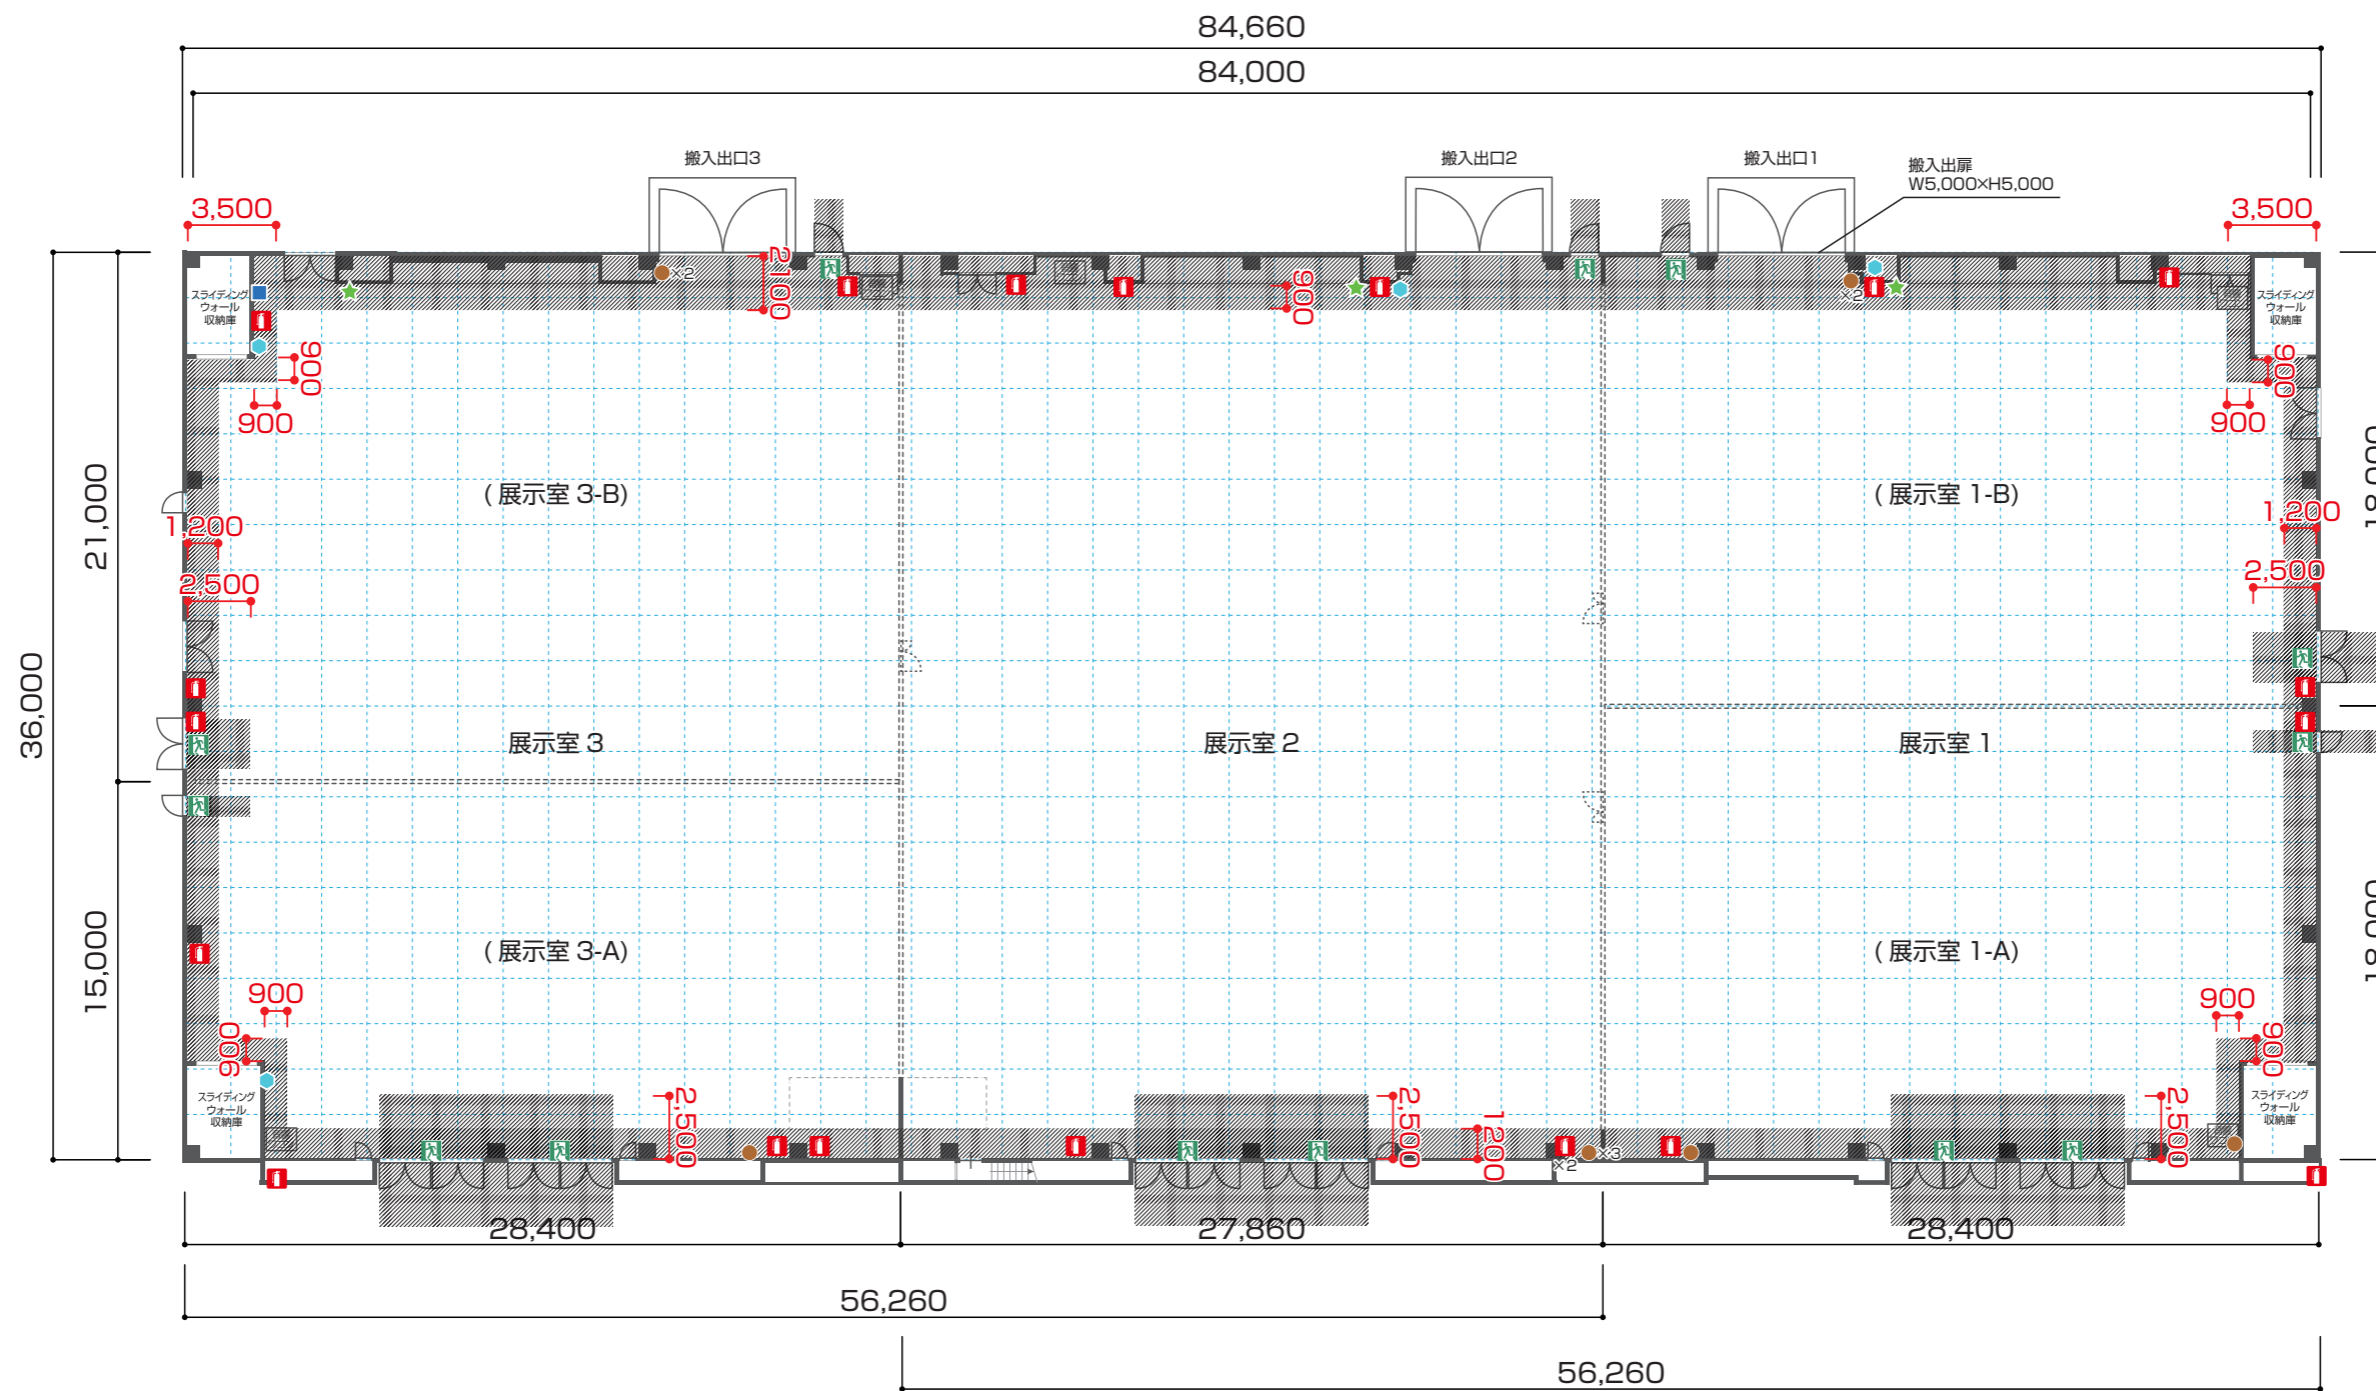 84,660
84,000
搬入出口3
搬入出口2
搬入出口1
搬入出扉
W5,000×H5,000
3,500
3,500
×2
2,100
900
×2
スライディング
ウォール
収納庫
スライディング
ウォール
収納庫
900
900
900
900
(展示室 3-B)
(展示室 1-B)
21,000
18,000
1,200
1,200
2,500
2,500
36,000
展示室 3
展示室 2
展示室 1
15,000
18,000
(展示室 3-A)
(展示室 1-A)
900
900
900
900
スライディング
ウォール
収納庫
スライディング
ウォール
収納庫
2,500
2,500
1,200
2,500
×2
×3
28,400
27,860
28,400
56,260
56,260